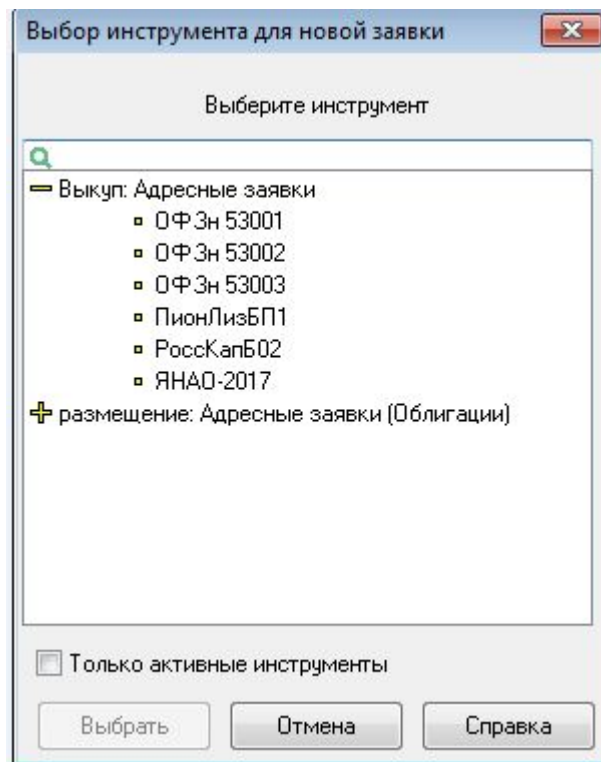 Выбор инструмента для новой заявки
Выберите инструмент
Выкуп: Адресные заявки
ОФЗн 53001
ОФЗн 53002
ОФЗн 53003
ПионЛизБП1
РоссКапБ02
ЯНАО-2017
размещение: Адресные заявки (Облигации)
Только активные инструменты
Выбрать
Отмена
Справка